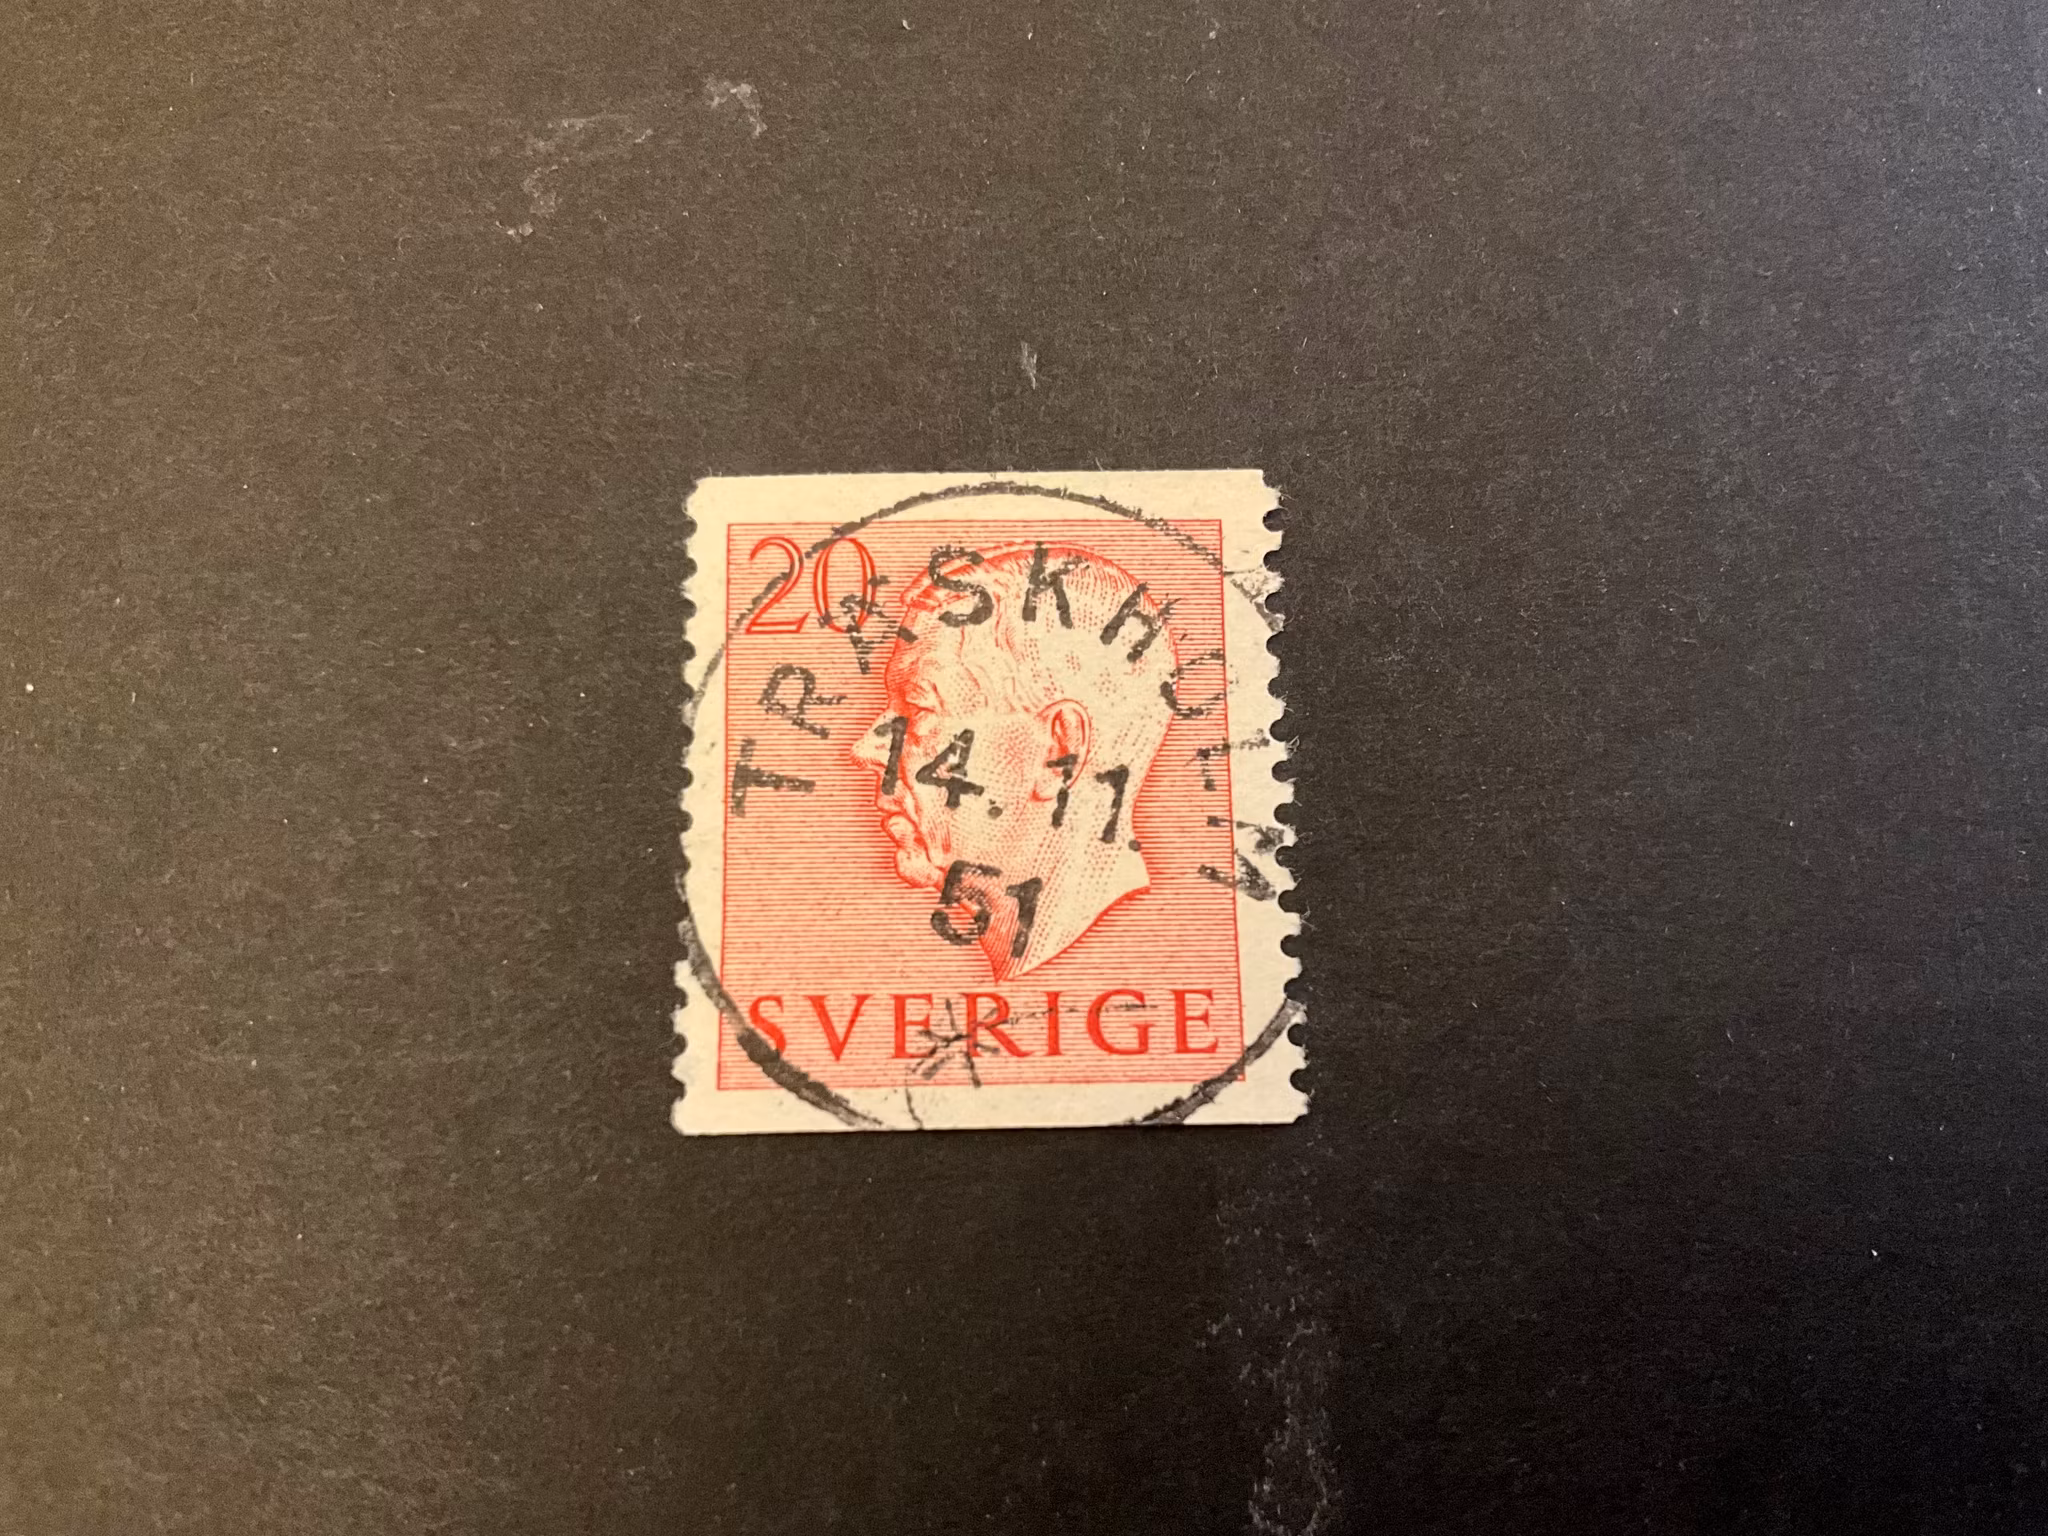 20
TRÄSKHOLM
14.11.
51
SVERIGE